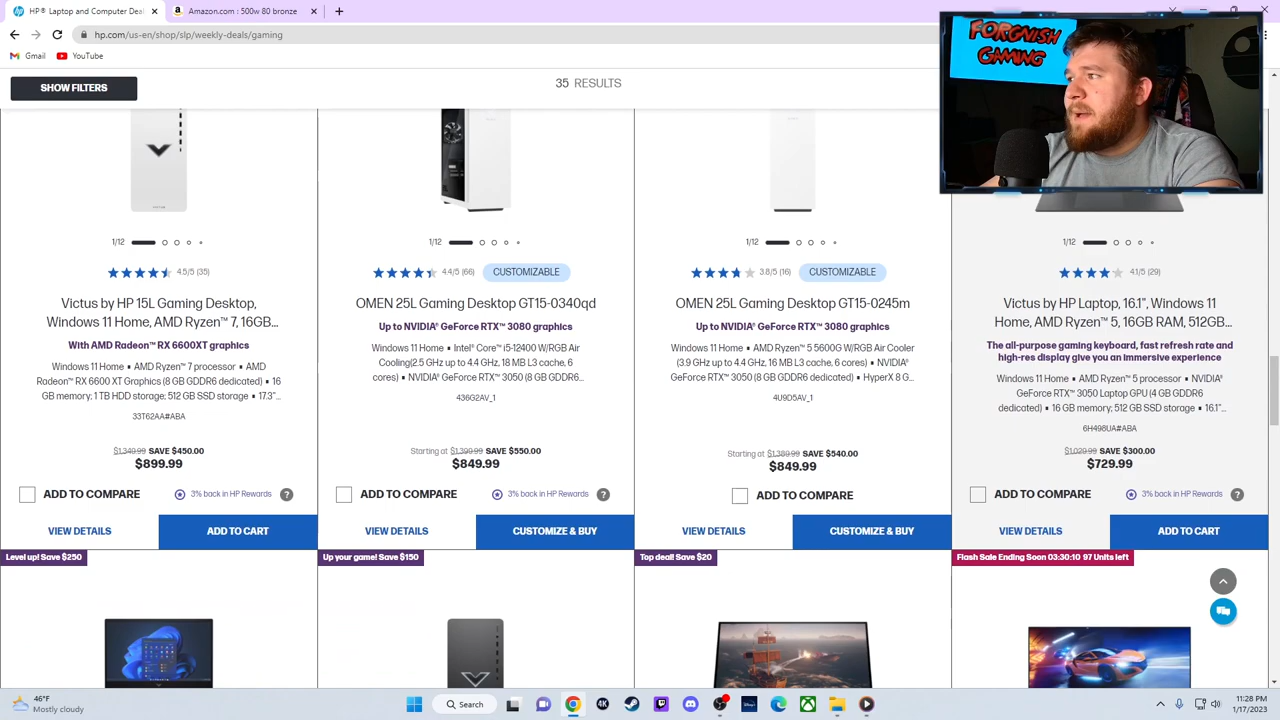 HP® Laptop and Computer Deal
Amazon.com : 500w 80 bronze
hp.com/us-en/shop/slp/weekly-deals/gaming
Gmail
YouTube
FORGNISH
GAMING
SHOW FILTERS
35 RESULTS
1/12
4.5/5 (35)
Victus by HP 15L Gaming Desktop,
Windows 11 Home, AMD Ryzen™ 7, 16GB...
With AMD Radeon™ RX 6600XT graphics
Windows 11 Home ▪ AMD Ryzen™ 7 processor ▪ AMD
Radeon™ RX 6600 XT Graphics (8 GB GDDR6 dedicated) ▪ 16
GB memory; 1 TB HDD storage; 512 GB SSD storage ▪ 17.3"...
33T62AA#ABA
$1,349.99 SAVE $450.00
$899.99
ADD TO COMPARE
3% back in HP Rewards ?
VIEW DETAILS
ADD TO CART
1/12
4.4/5 (66)
CUSTOMIZABLE
OMEN 25L Gaming Desktop GT15-0340qd
Up to NVIDIA® GeForce RTX™ 3080 graphics
Windows 11 Home ▪ Intel® Core™ i5-12400 W/RGB Air
Cooling(2.5 GHz up to 4.4 GHz, 18 MB L3 cache, 6
cores) ▪ NVIDIA® GeForce RTX™ 3050 (8 GB GDDR6...
436G2AV_1
Starting at $1,399.99 SAVE $550.00
$849.99
ADD TO COMPARE
3% back in HP Rewards ?
VIEW DETAILS
CUSTOMIZE & BUY
1/12
3.8/5 (16)
CUSTOMIZABLE
OMEN 25L Gaming Desktop GT15-0245m
Up to NVIDIA® GeForce RTX™ 3080 graphics
Windows 11 Home ▪ AMD Ryzen™ 5 5600G W/RGB Air Cooler
(3.9 GHz up to 4.4 GHz, 16 MB L3 cache, 6 cores) ▪ NVIDIA®
GeForce RTX™ 3050 (8 GB GDDR6 dedicated) ▪ HyperX 8 G...
4U9D5AV_1
Starting at $1,389.99 SAVE $540.00
$849.99
ADD TO COMPARE
VIEW DETAILS
CUSTOMIZE & BUY
1/12
4.1/5 (29)
Victus by HP Laptop, 16.1", Windows 11
Home, AMD Ryzen™ 5, 16GB RAM, 512GB...
The all-purpose gaming keyboard, fast refresh rate and
high-res display give you an immersive experience
Windows 11 Home ▪ AMD Ryzen™ 5 processor ▪ NVIDIA®
GeForce RTX™ 3050 Laptop GPU (4 GB GDDR6
dedicated) ▪ 16 GB memory; 512 GB SSD storage ▪ 16.1"...
6H498UA#ABA
$1,029.99 SAVE $300.00
$729.99
ADD TO COMPARE
3% back in HP Rewards ?
VIEW DETAILS
ADD TO CART
Level up! Save $250
Up your game! Save $150
Top deal! Save $20
Flash Sale Ending Soon 03:30:10 97 Units left
46°F
Mostly cloudy
Search
4K
11:28 PM
1/17/2023